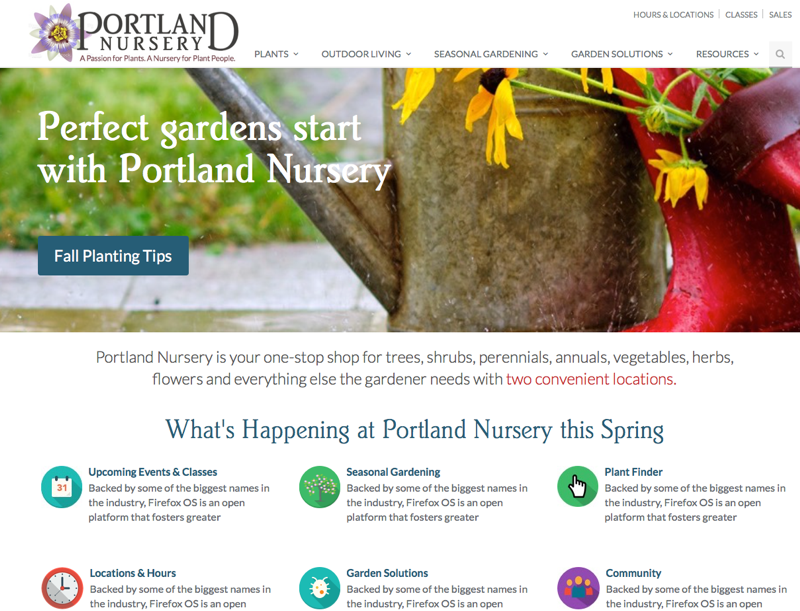 HOURS & LOCATIONS CLASSES SALES
PORTLAND
NURSERY
A Passion for Plants. A Nursery for Plant People.
PLANTS OUTDOOR LIVING SEASONAL GARDENING GARDEN SOLUTIONS RESOURCES
Perfect gardens start
with Portland Nursery
Fall Planting Tips
Portland Nursery is your one-stop shop for trees, shrubs, perennials, annuals, vegetables, herbs,
flowers and everything else the gardener needs with two convenient locations.
What's Happening at Portland Nursery this Spring
31
Upcoming Events & Classes
Backed by some of the biggest names in
the industry, Firefox OS is an open
platform that fosters greater
Seasonal Gardening
Backed by some of the biggest names in
the industry, Firefox OS is an open
platform that fosters greater
Plant Finder
Backed by some of the biggest names in
the industry, Firefox OS is an open
platform that fosters greater
Locations & Hours
Backed by some of the biggest names in
the industry, Firefox OS is an open
Garden Solutions
Backed by some of the biggest names in
the industry, Firefox OS is an open
Community
Backed by some of the biggest names in
the industry, Firefox OS is an open